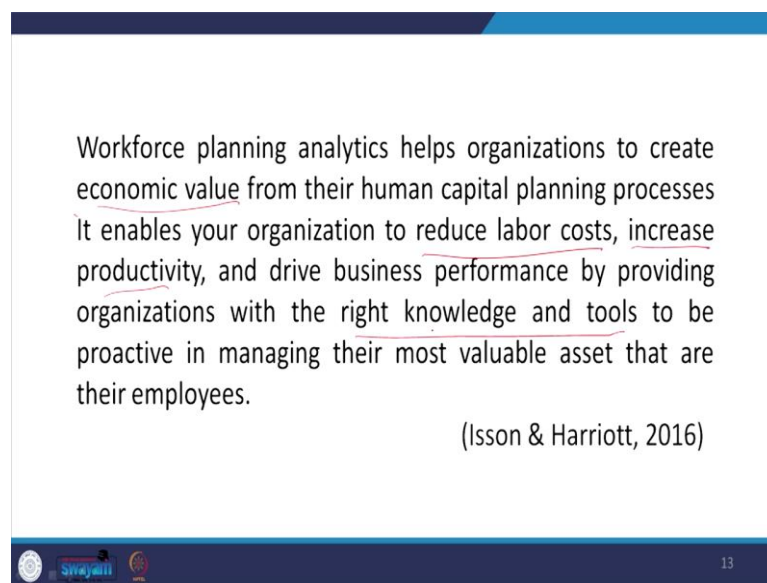 Workforce planning analytics helps organizations to create
economic value from their human capital planning processes
It enables your organization to reduce labor costs, increase
productivity, and drive business performance by providing
organizations with the right knowledge and tools to be
proactive in managing their most valuable asset that are
their employees.
(Isson & Harriott, 2016)
swayam
13